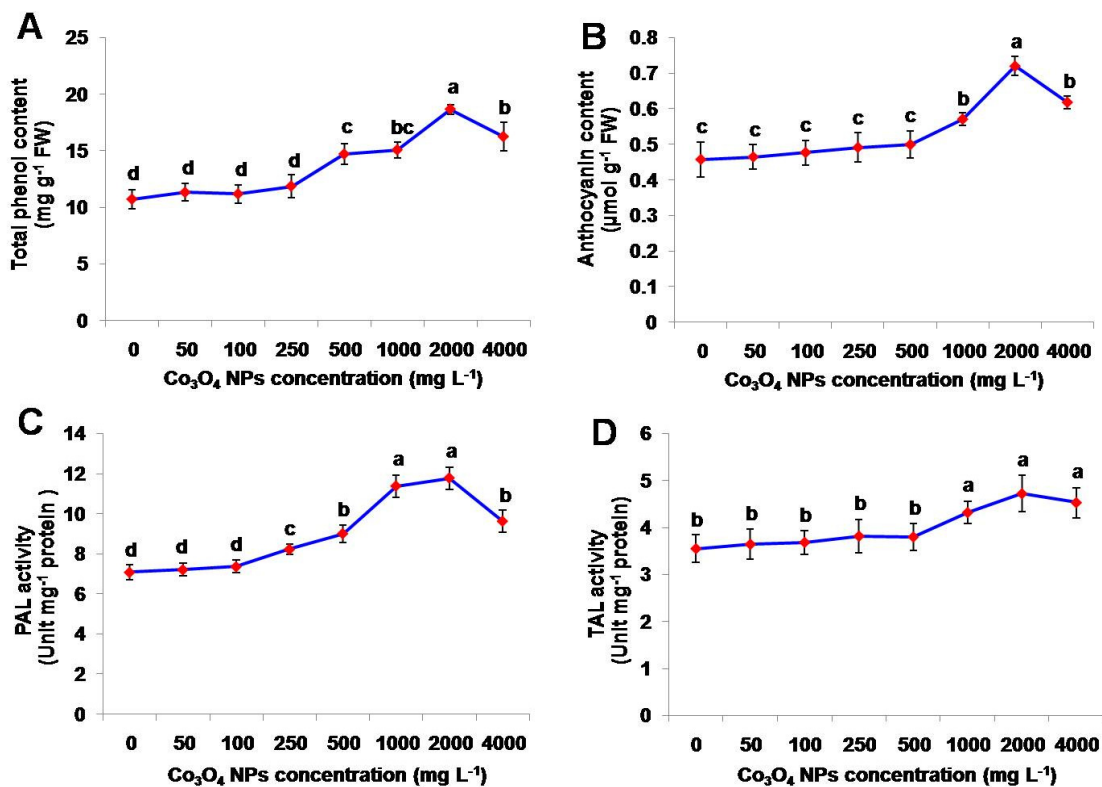 A
Total phenol content
(mg g⁻¹ FW)
25
20
15
10
5
0
d d d d c bc a b
0 50 100 250 500 1000 2000 4000
Co₃O₄ NPs concentration (mg L⁻¹)
B
Anthocyanin content
(µmol g⁻¹ FW)
0.8
0.7
0.6
0.5
0.4
0.3
0.2
0.1
0
c c c c c b a b
0 50 100 250 500 1000 2000 4000
Co₃O₄ NPs concentration (mg L⁻¹)
C
PAL activity
(Unit mg⁻¹ protein )
14
12
10
8
6
4
2
0
d d d c b a a b
0 50 100 250 500 1000 2000 4000
Co₃O₄ NPs concentration (mg L⁻¹)
D
TAL activity
(Unit mg⁻¹ protein)
6
5
4
3
2
1
0
b b b b b a a a
0 50 100 250 500 1000 2000 4000
Co₃O₄ NPs concentration (mg L⁻¹)